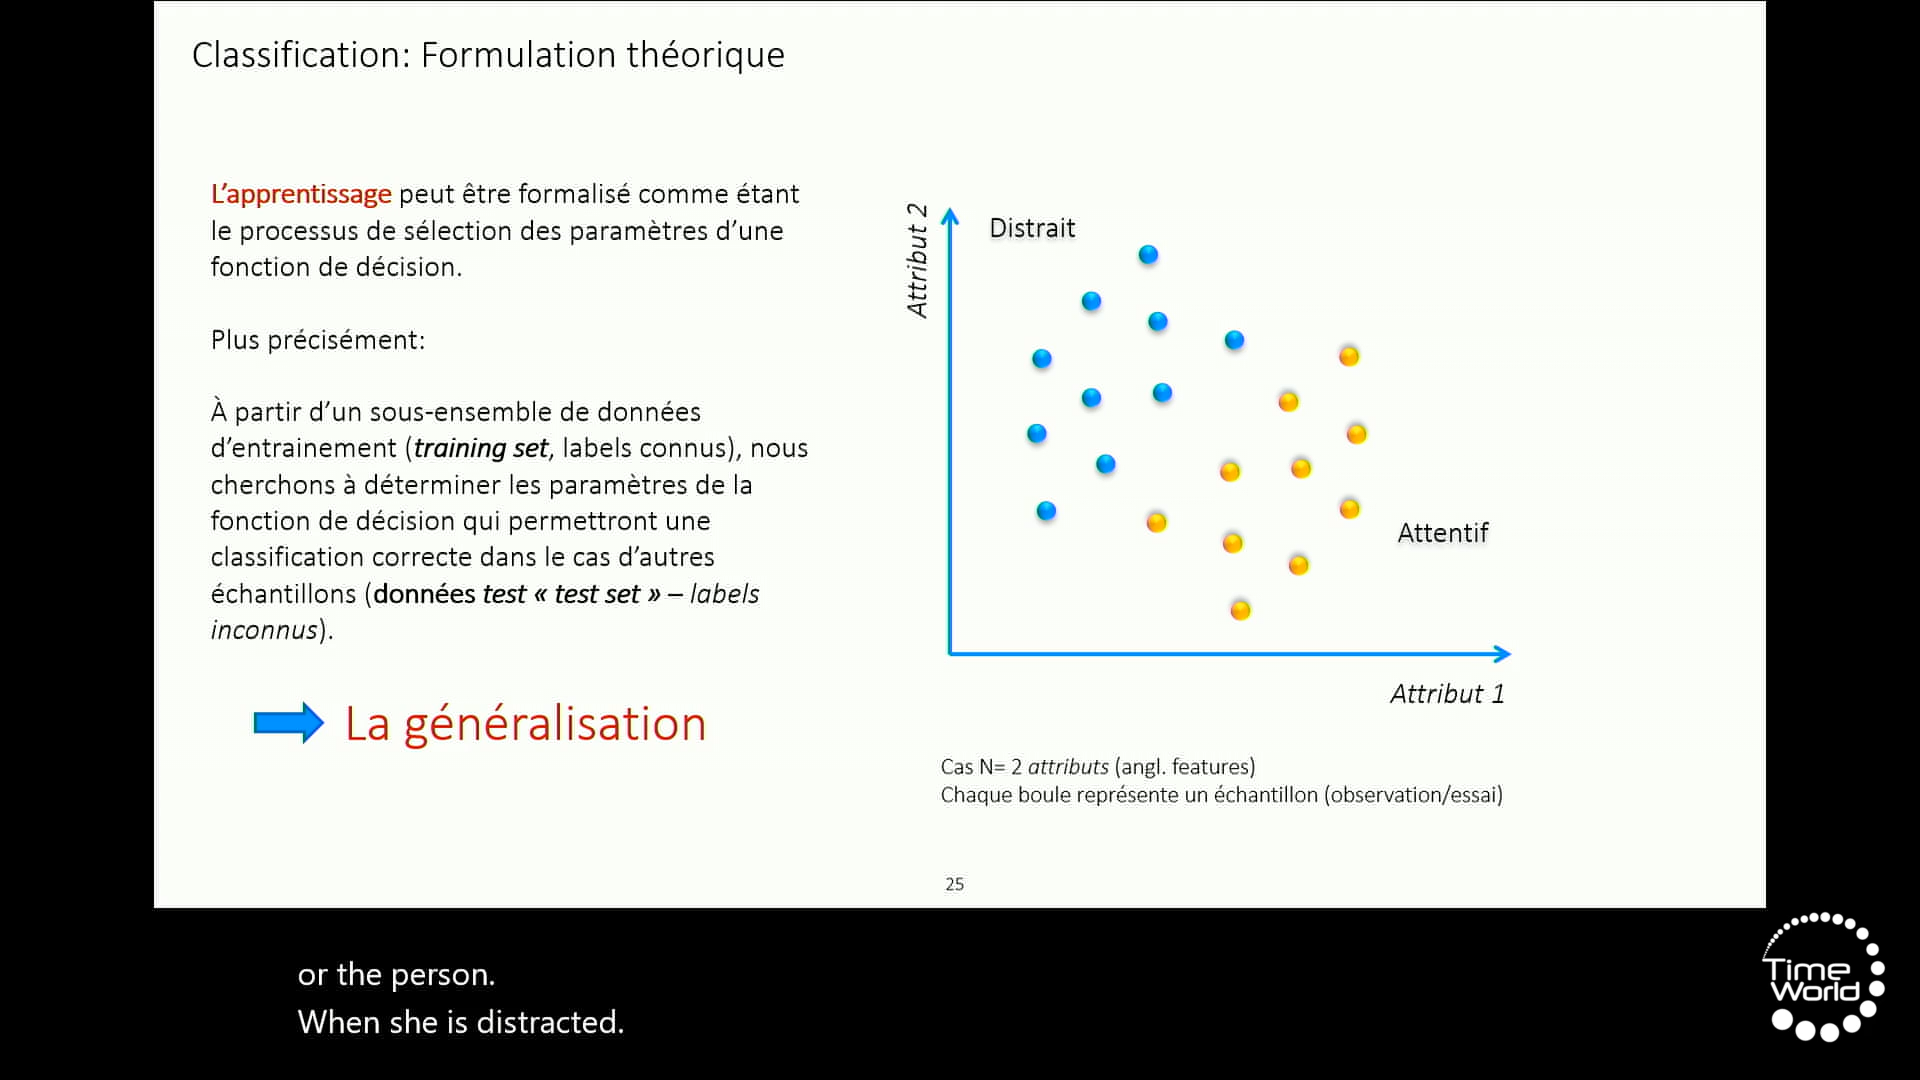 Classification: Formulation théorique
L’apprentissage peut être formalisé comme étant
le processus de sélection des paramètres d’une
fonction de décision.
Plus précisément:
À partir d’un sous-ensemble de données
d’entrainement (training set, labels connus), nous
cherchons à déterminer les paramètres de la
fonction de décision qui permettront une
classification correcte dans le cas d’autres
échantillons (données test « test set » – labels
inconnus).
La généralisation
Attribut 2
Distrait
Attentif
Attribut 1
Cas N= 2 attributs (angl. features)
Chaque boule représente un échantillon (observation/essai)
25
or the person.
When she is distracted.
Time
World